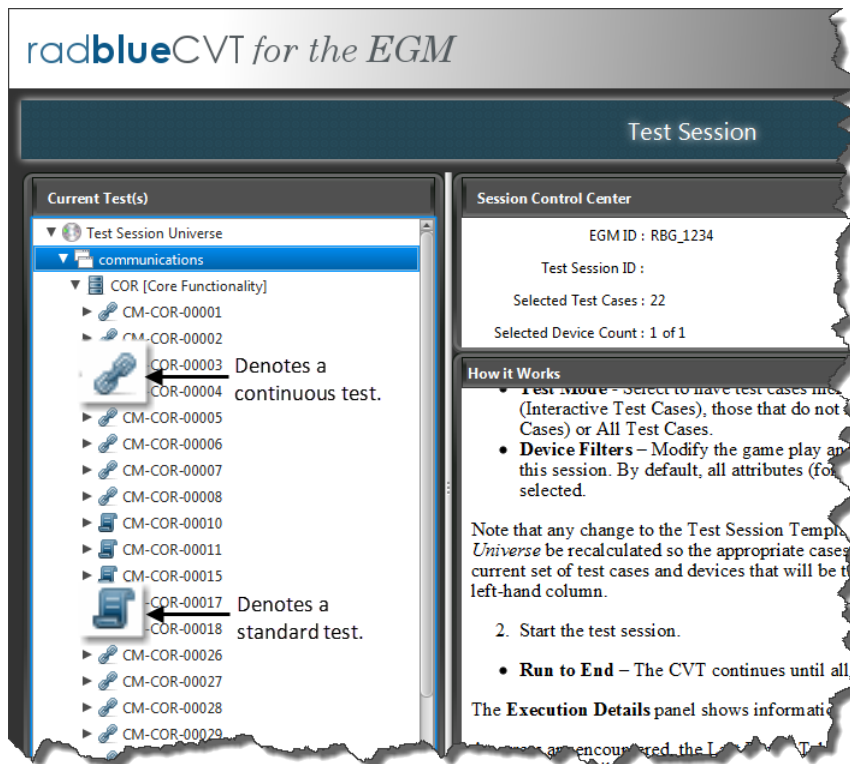 radblueCVT for the EGM
Test Session
Current Test(s)
Test Session Universe
communications
COR [Core Functionality]
CM-COR-00001
CM-COR-00002
-COR-00003
-COR-00004
CM-COR-00005
CM-COR-00006
CM-COR-00007
CM-COR-00008
CM-COR-00010
CM-COR-00011
CM-COR-00015
-COR-00017
-COR-00018
CM-COR-00026
CM-COR-00027
CM-COR-00028
CM-COR-00029
Denotes a
continuous test.
Denotes a
standard test.
Session Control Center
EGM ID : RBG_1234
Test Session ID :
Selected Test Cases : 22
Selected Device Count : 1 of 1
How it Works
• Test Mode - Select to have test cases
(Interactive Test Cases), those that do not
Cases) or All Test Cases.
• Device Filters – Modify the game play
this session. By default, all attributes
selected.
Note that any change to the Test Session
Universe be recalculated so the appropriate cases
current set of test cases and devices that will be
left-hand column.
2. Start the test session.
• Run to End – The CVT continues until all
The Execution Details panel shows
encountered, the